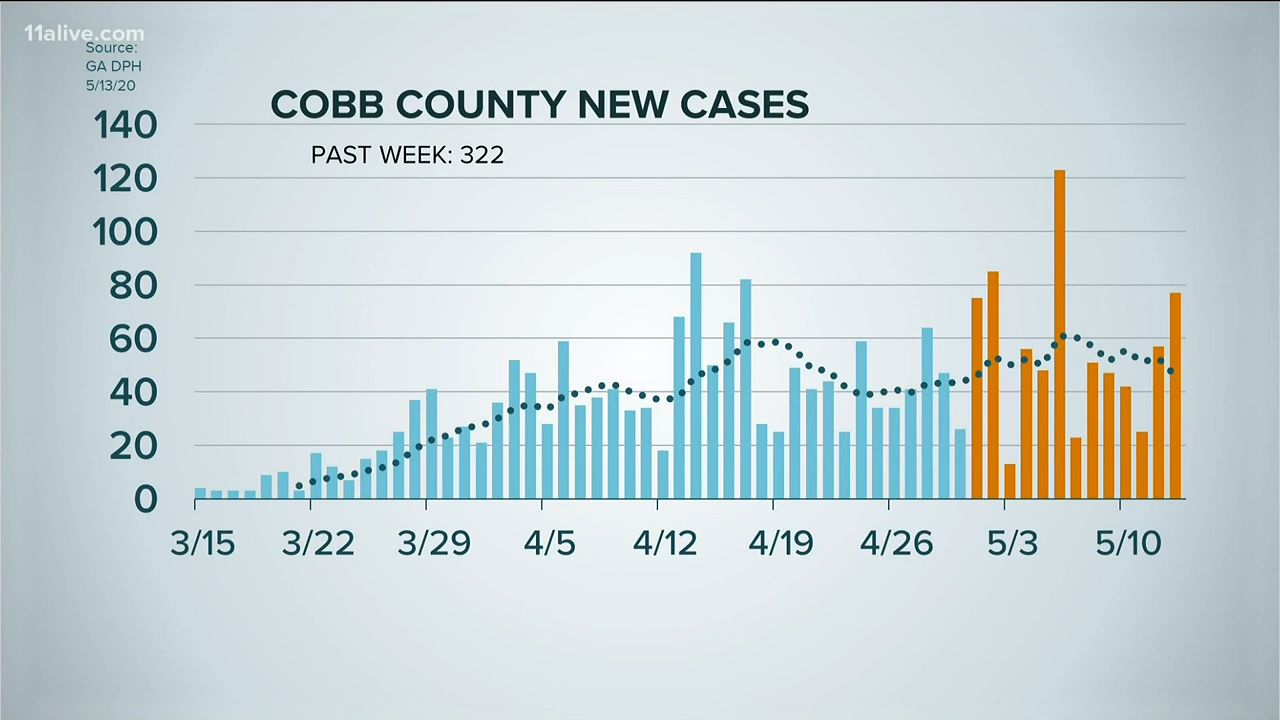 11alive.com
Source:
GA DPH
5/13/20
COBB COUNTY NEW CASES
PAST WEEK: 322
140
120
100
80
60
40
20
0
3/15 3/22 3/29 4/5 4/12 4/19 4/26 5/3 5/10